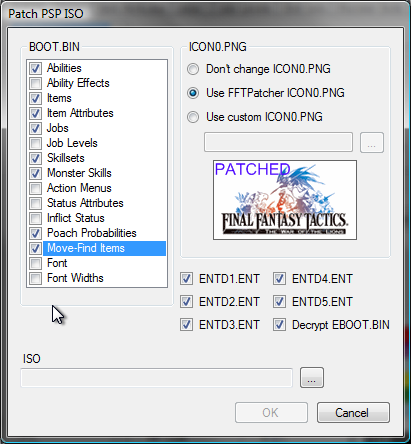 Patch PSP ISO
BOOT.BIN
Abilities
Ability Effects
Items
Item Attributes
Jobs
Job Levels
Skillsets
Monster Skills
Action Menus
Status Attributes
Inflict Status
Poach Probabilities
Move-Find Items
Font
Font Widths
ICON0.PNG
Don't change ICON0.PNG
Use FFTPatcher ICON0.PNG
Use custom ICON0.PNG
...
PATCHED
FINAL FANTASY TACTICS
THE WAR OF THE LIONS
ENTD1.ENT
ENTD4.ENT
ENTD2.ENT
ENTD5.ENT
ENTD3.ENT
Decrypt EBOOT.BIN
ISO
...
OK
Cancel